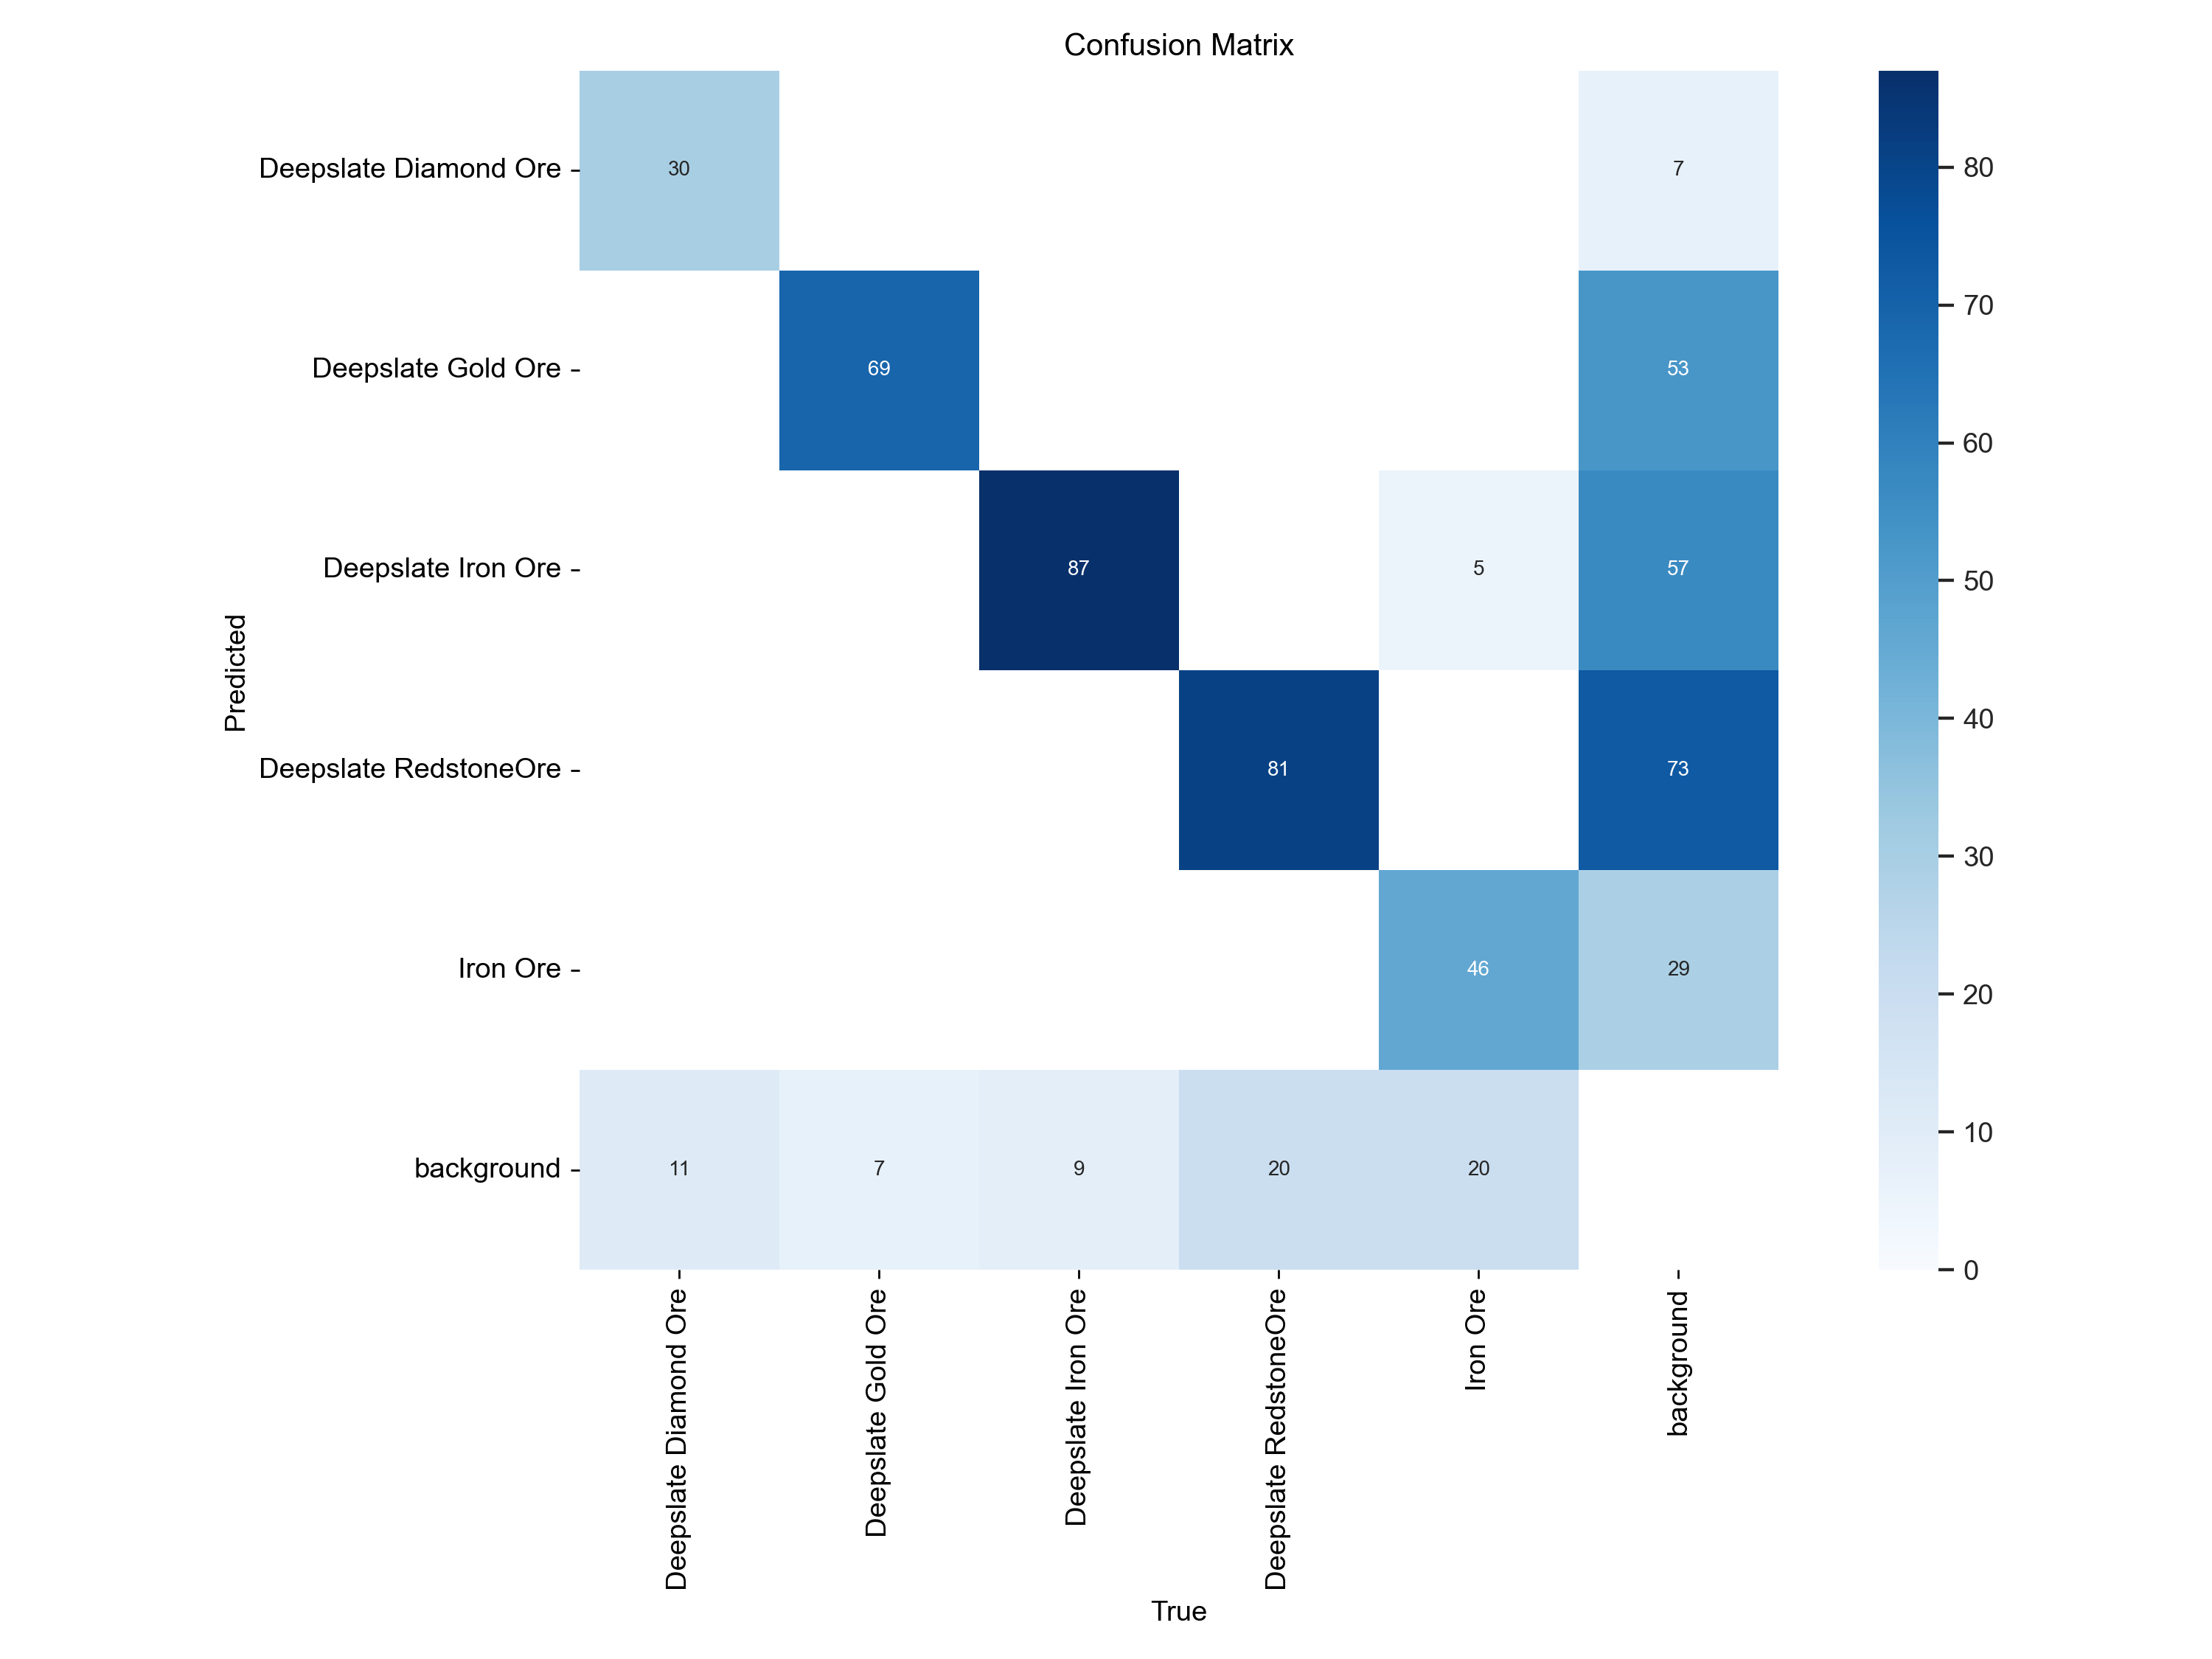 Confusion Matrix
Deepslate Diamond Ore
30
7
80
Deepslate Gold Ore
69
53
70
60
Deepslate Iron Ore
87
5
57
50
Predicted
40
Deepslate RedstoneOre
81
73
30
Iron Ore
46
29
20
background
11
7
9
20
20
10
0
Deepslate Diamond Ore
Deepslate Gold Ore
Deepslate Iron Ore
Deepslate RedstoneOre
Iron Ore
background
True